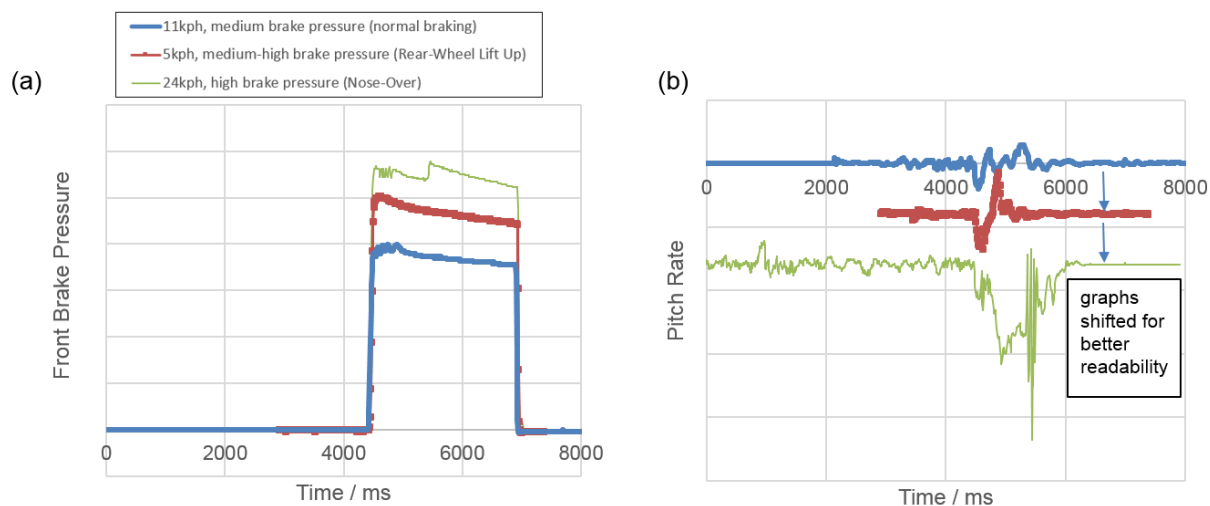 11kph, medium brake pressure (normal braking)
5kph, medium-high brake pressure (Rear-Wheel Lift Up)
24kph, high brake pressure (Nose-Over)
(a)
Front Brake Pressure
0 2000 4000 6000 8000
Time / ms
(b)
Pitch Rate
0 2000 4000 6000 8000
graphs
shifted for
better
readability
Time / ms